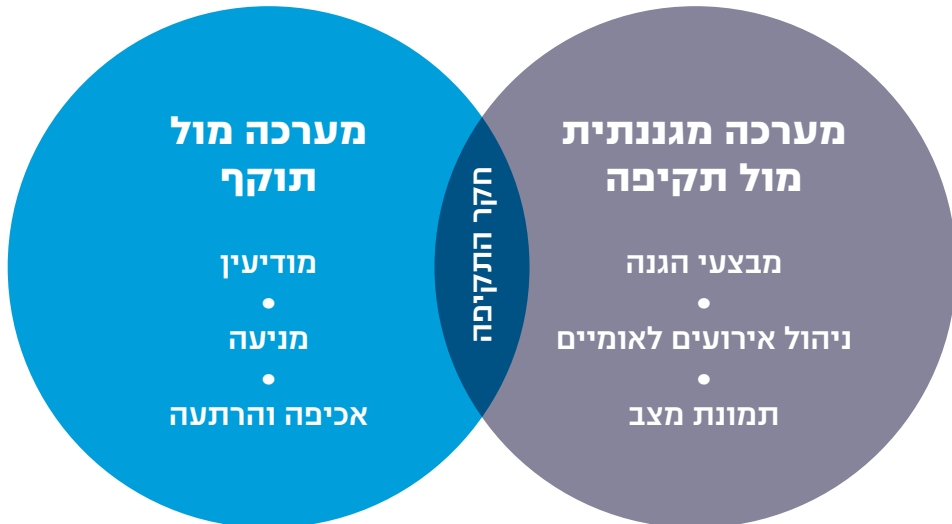 מערכה מגננתית
מול תקיפה
מבצעי הגנה
•
ניהול אירועים לאומיים
•
תמונת מצב
חקר התקיפה
מערכה מול
תוקף
מודיעין
•
מניעה
•
אכיפה והרתעה